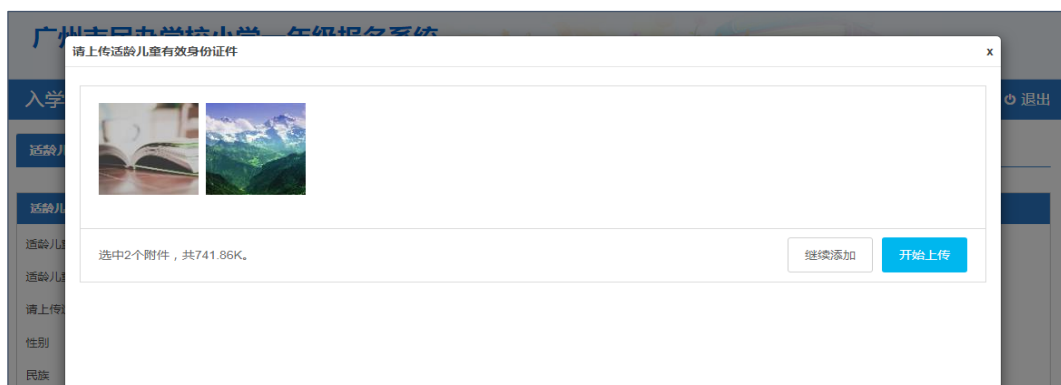 广州市民办学校小学一年级报名系统
请上传适龄儿童有效身份证件
x
入学
退出
适龄儿
适龄儿
适龄儿童
选中2个附件，共741.86K。
继续添加
开始上传
适龄儿童
请上传
性别
民族